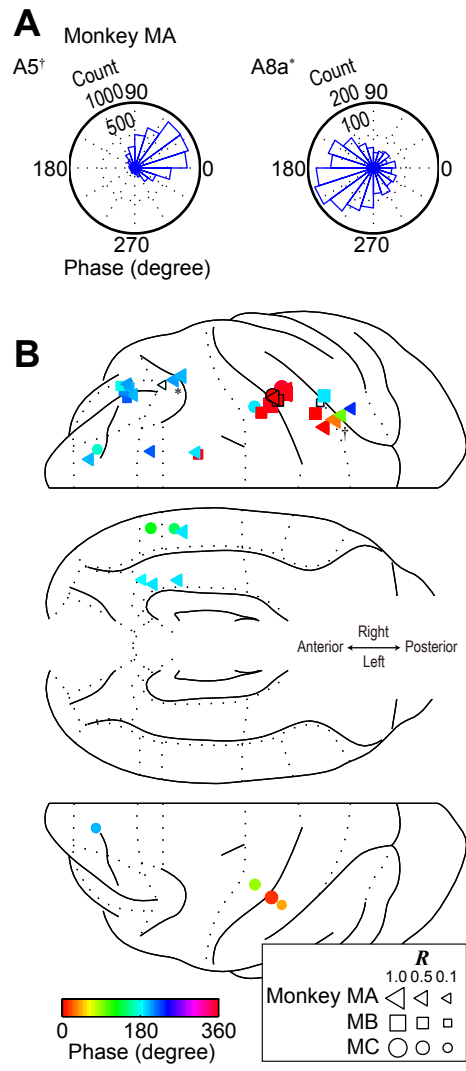 A
Monkey MA
A5†
Count
1000
500
90
180
0
270
Phase (degree)
A8a*
200
100
90
180
0
270
B
*
†
Right
Anterior Posterior
Left
R
1.0 0.5 0.1
Monkey MA
MB
MC
0 180 360
Phase (degree)